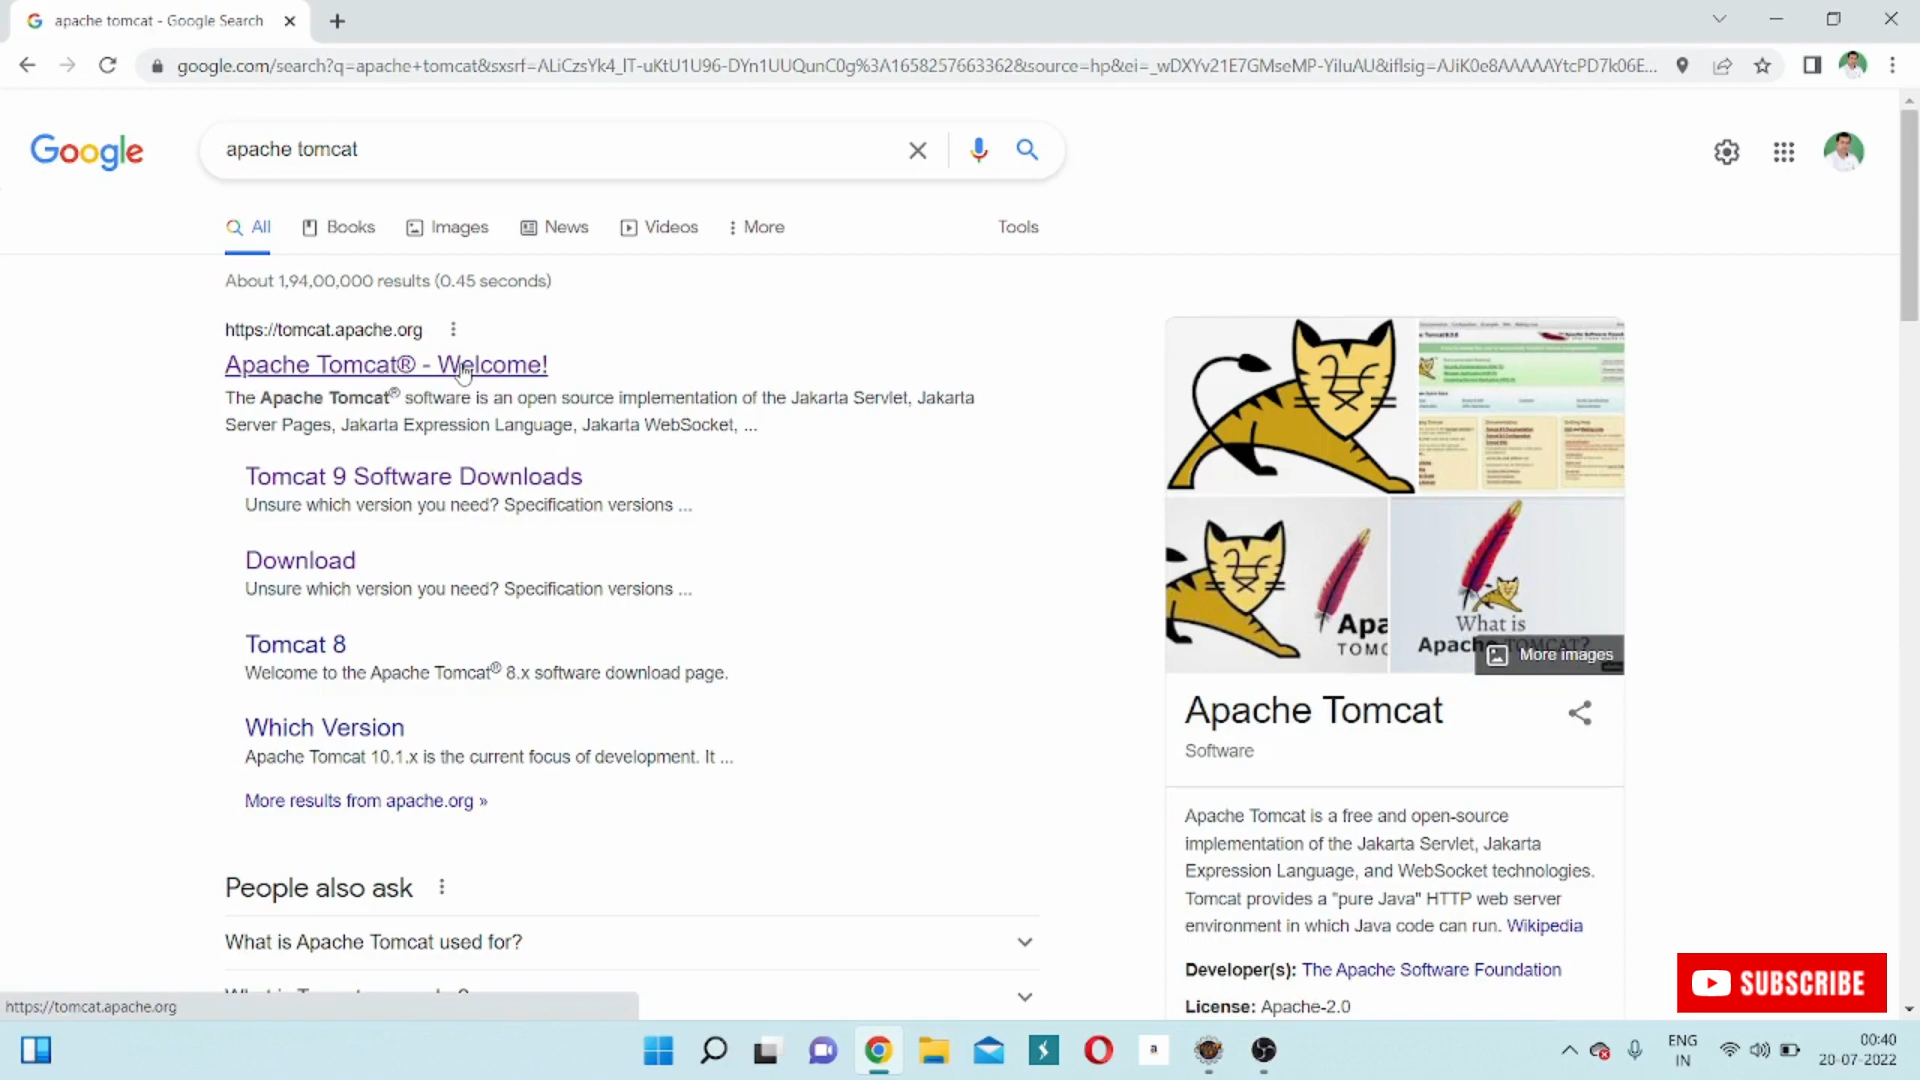 apache tomcat - Google Search
google.com/search?q=apache+tomcat&sxsrf=ALiCzsYk4_lT-uKtU1U96-DYn1UUQunC0g%3A1658257663362&source=hp&ei=_wDXYv21E7GMseMP-YiIuAU&iflsig=AJiK0e8AAAAAYtcPD7k06E...
Google
apache tomcat
All
Books
Images
News
Videos
More
Tools
About 1,94,00,000 results (0.45 seconds)
https://tomcat.apache.org
Apache Tomcat® - Welcome!
The Apache Tomcat® software is an open source implementation of the Jakarta Servlet, Jakarta
Server Pages, Jakarta Expression Language, Jakarta WebSocket, ...
Tomcat 9 Software Downloads
Unsure which version you need? Specification versions ...
Download
Unsure which version you need? Specification versions ...
Tomcat 8
Welcome to the Apache Tomcat® 8.x software download page.
Which Version
Apache Tomcat 10.1.x is the current focus of development. It ...
More results from apache.org »
People also ask
What is Apache Tomcat used for?
https://tomcat.apache.org
Apa
TOMC
What is
Apache TOMCAT?
More images
Apache Tomcat
Software
Apache Tomcat is a free and open-source
implementation of the Jakarta Servlet, Jakarta
Expression Language, and WebSocket technologies.
Tomcat provides a "pure Java" HTTP web server
environment in which Java code can run. Wikipedia
Developer(s): The Apache Software Foundation
License: Apache-2.0
SUBSCRIBE
a
ENG
IN
00:40
20-07-2022